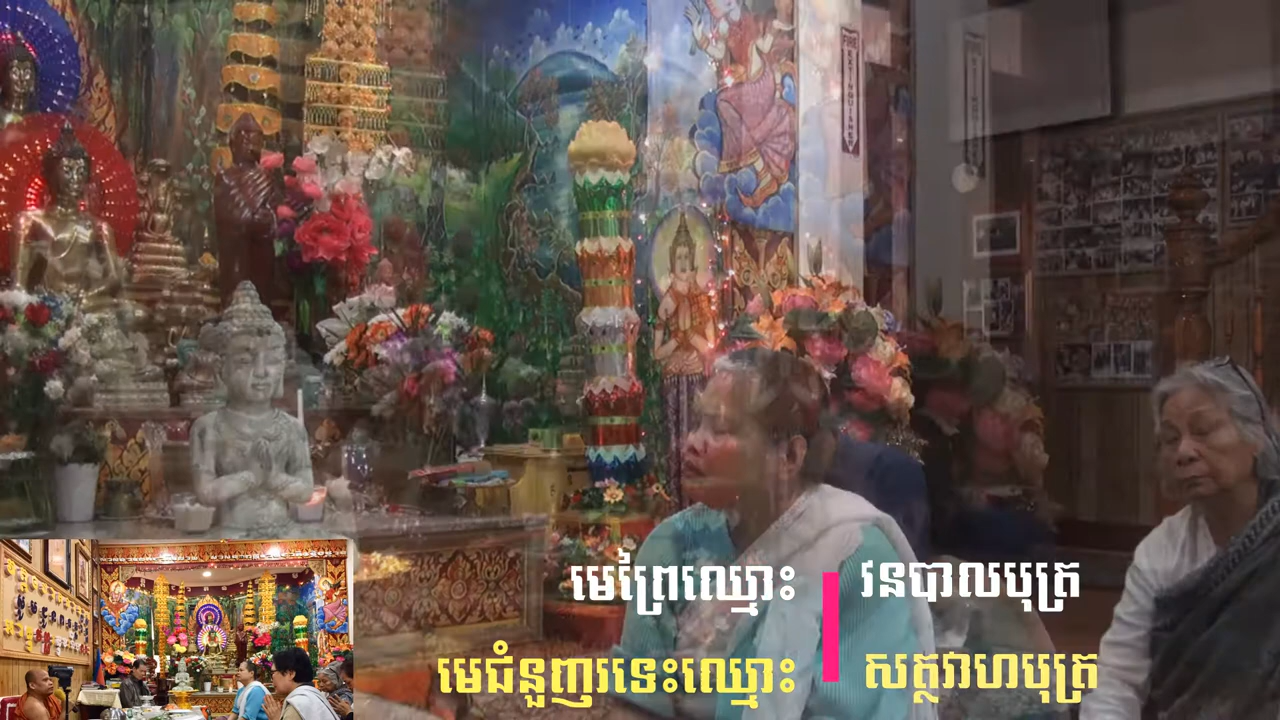 មេព្រៃឈ្មោះ វនបាលបុត្រ
មេជំនួញរទេះឈ្មោះ សត្ថវាហបុត្រ